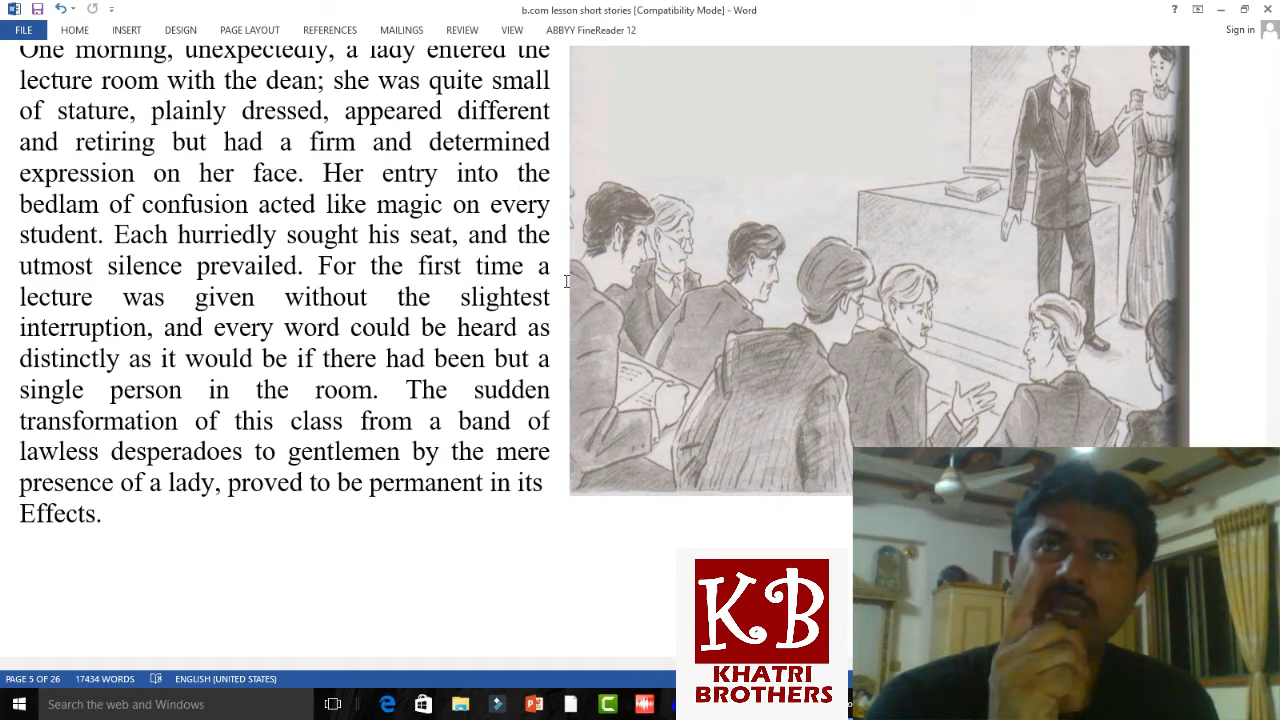 b.com lesson short stories [Compatibility Mode] - Word
FILE HOME INSERT DESIGN PAGE LAYOUT REFERENCES MAILINGS REVIEW VIEW ABBYY FineReader 12 Sign in
One morning, unexpectedly, a lady entered the
lecture room with the dean; she was quite small
of stature, plainly dressed, appeared different
and retiring but had a firm and determined
expression on her face. Her entry into the
bedlam of confusion acted like magic on every
student. Each hurriedly sought his seat, and the
utmost silence prevailed. For the first time a
lecture was given without the slightest
interruption, and every word could be heard as
distinctly as it would be if there had been but a
single person in the room. The sudden
transformation of this class from a band of
lawless desperadoes to gentlemen by the mere
presence of a lady, proved to be permanent in its
Effects.
KB
KHATRI
BROTHERS
PAGE 5 OF 26 17434 WORDS ENGLISH (UNITED STATES)
Search the web and Windows